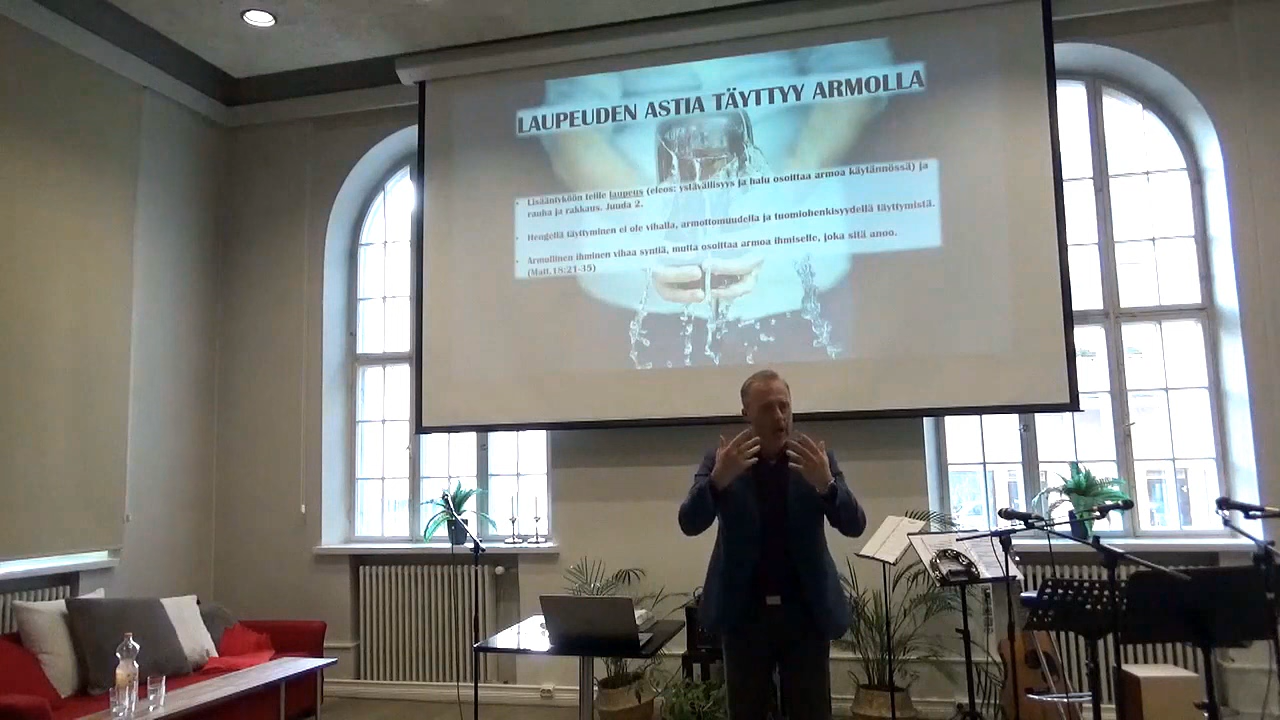 LAUPEUDEN ASTIA TÄYTTYY ARMOLLA
• Lisääntyköön teille laupeus (eleos: ystävällisyys ja halu osoittaa armoa käytännössä) ja
rauha ja rakkaus. Juuda 2.
• Hengellä täyttyminen ei ole vihalla, armottomuudella ja tuomiohenkisyydellä täyttymistä.
• Armollinen ihminen vihaa syntiä, mutta osoittaa armoa ihmiselle, joka sitä anoo.
(Matt.18:21-35)